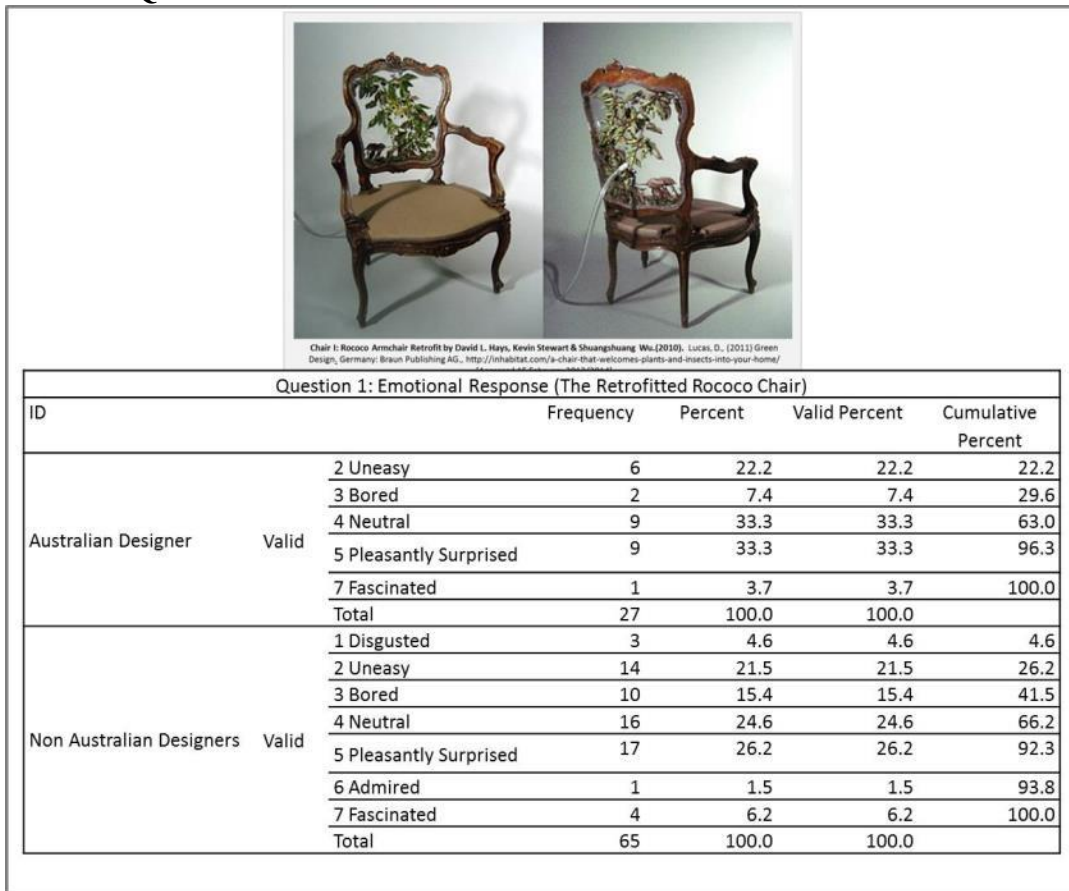 Chair I: Rococo Armchair Retrofit by David L. Hays, Kevin Stewart & Shuangshuang Wu.(2010). Lucas, D., (2011) Green
Design, Germany: Braun Publishing AG., http://inhabitat.com/a-chair-that-welcomes-plants-and-insects-into-your-home/
Question 1: Emotional Response (The Retrofitted Rococo Chair)
ID Frequency Percent Valid Percent Cumulative
Percent
2 Uneasy 6 22.2 22.2 22.2
3 Bored 2 7.4 7.4 29.6
4 Neutral 9 33.3 33.3 63.0
Australian Designer Valid
5 Pleasantly Surprised 9 33.3 33.3 96.3
7 Fascinated 1 3.7 3.7 100.0
Total 27 100.0 100.0
1 Disgusted 3 4.6 4.6 4.6
2 Uneasy 14 21.5 21.5 26.2
3 Bored 10 15.4 15.4 41.5
4 Neutral 16 24.6 24.6 66.2
Non Australian Designers Valid
5 Pleasantly Surprised 17 26.2 26.2 92.3
6 Admired 1 1.5 1.5 93.8
7 Fascinated 4 6.2 6.2 100.0
Total 65 100.0 100.0